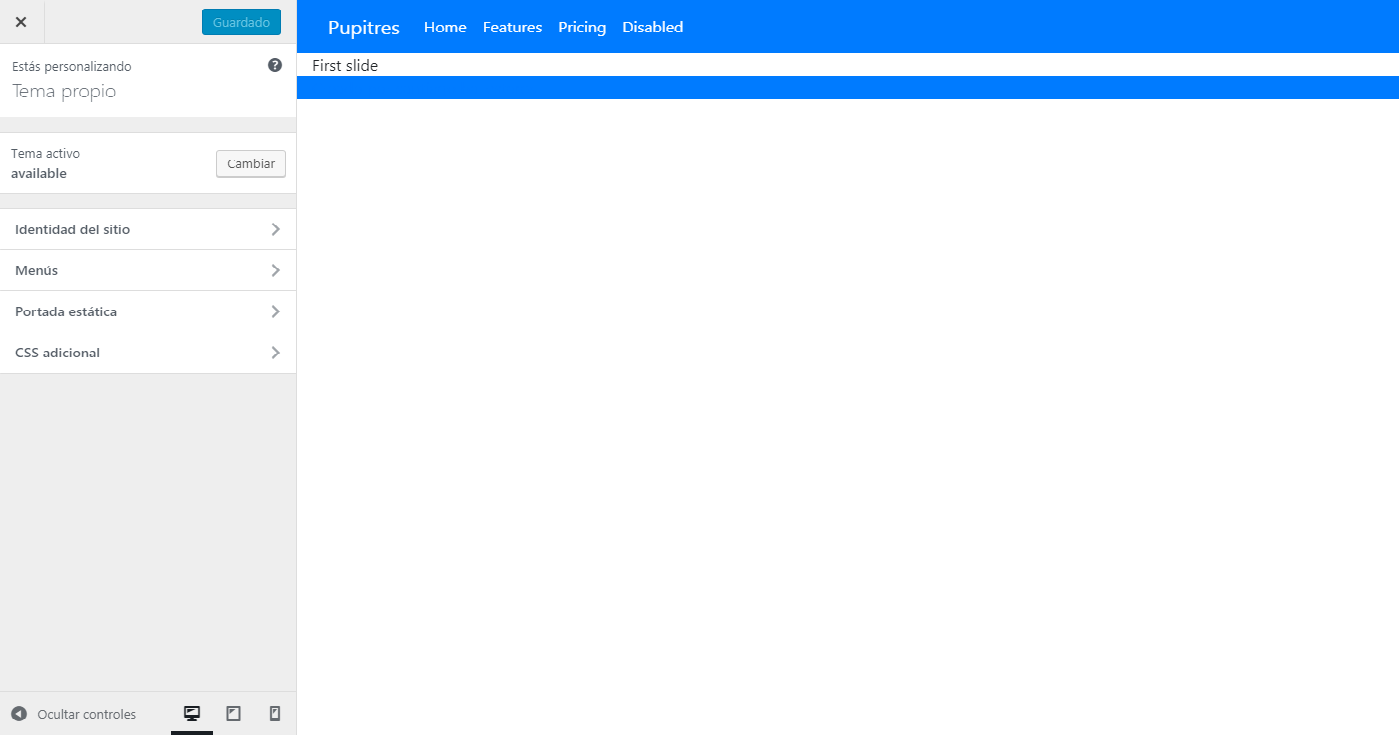 Guardado
Estás personalizando
Tema propio
Tema activo
available
Cambiar
Identidad del sitio
Menús
Portada estática
CSS adicional
Ocultar controles
Pupitres Home Features Pricing Disabled
First slide